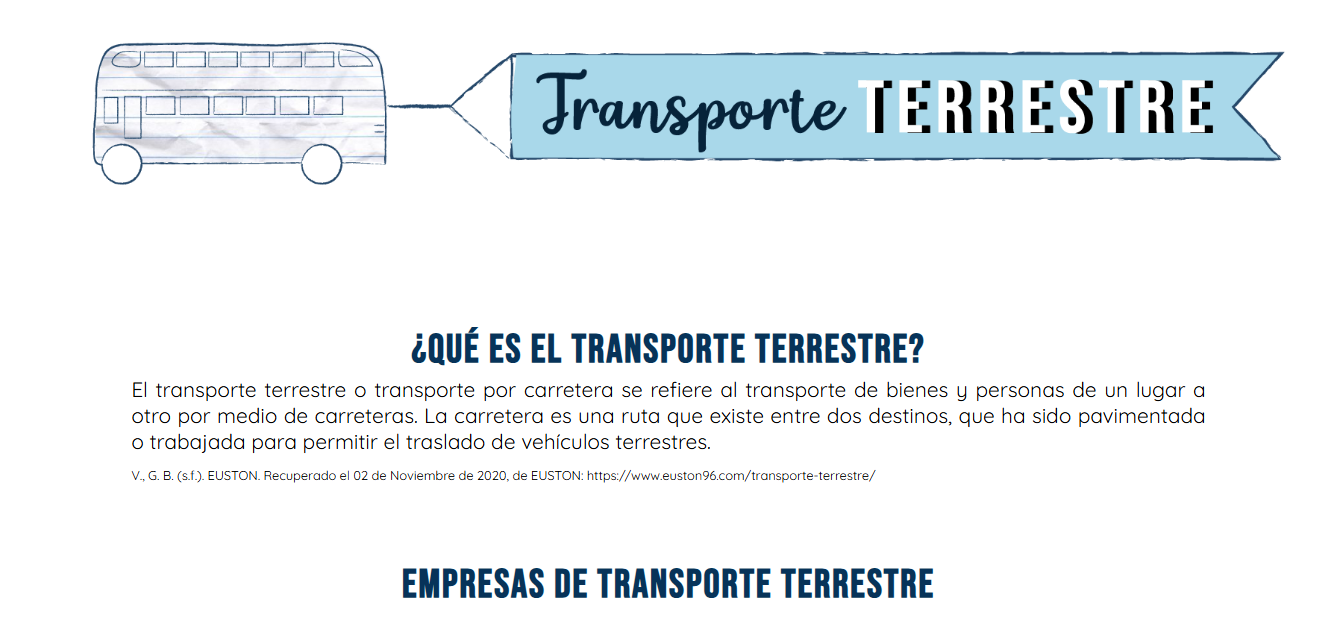 Transporte TERRESTRE
¿QUÉ ES EL TRANSPORTE TERRESTRE?
El transporte terrestre o transporte por carretera se refiere al transporte de bienes y personas de un lugar a
otro por medio de carreteras. La carretera es una ruta que existe entre dos destinos, que ha sido pavimentada
o trabajada para permitir el traslado de vehículos terrestres.
V., G. B. (s.f.). EUSTON. Recuperado el 02 de Noviembre de 2020, de EUSTON: https://www.euston96.com/transporte-terrestre/
EMPRESAS DE TRANSPORTE TERRESTRE